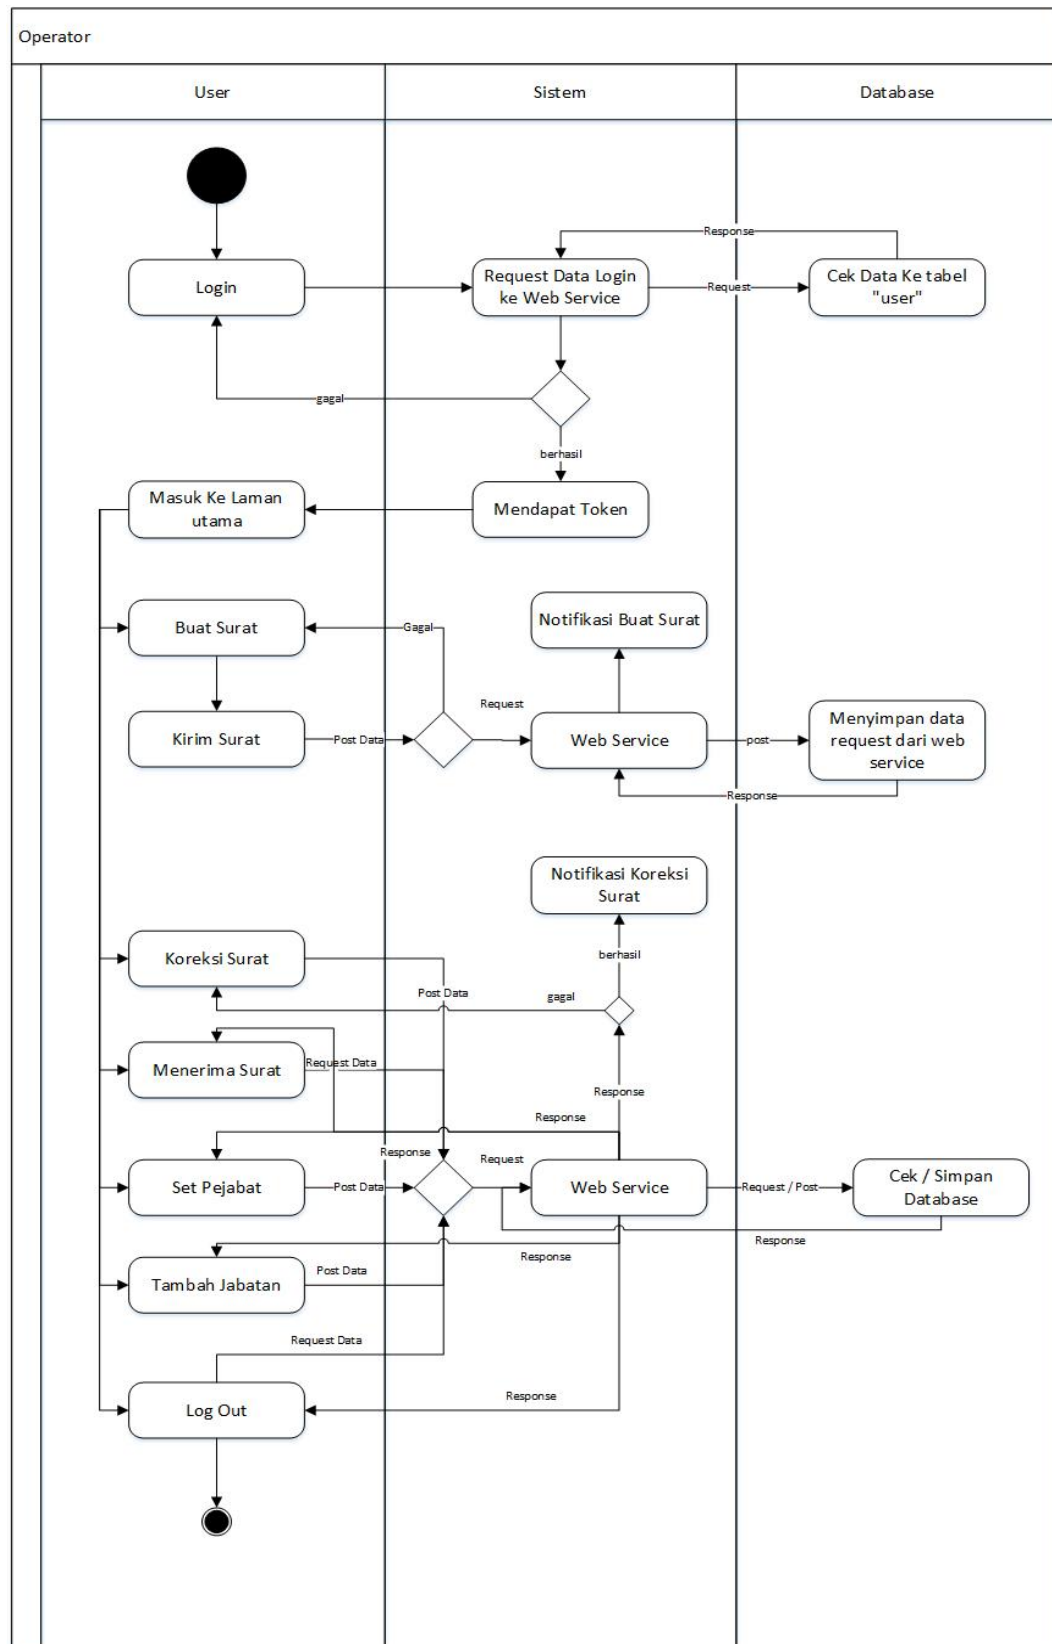 Operator
User
Sistem
Database
Response
Login
Request Data Login
ke Web Service
Request
Cek Data Ke tabel
"user"
gagal
berhasil
Masuk Ke Laman
utama
Mendapat Token
Buat Surat
Gagal
Notifikasi Buat Surat
Request
Kirim Surat
Post Data
Web Service
post
Menyimpan data
request dari web
service
Response
Notifikasi Koreksi
Surat
berhasil
Koreksi Surat
Post Data
gagal
Menerima Surat
Request Data
Response
Response
Response
Request
Set Pejabat
Post Data
Web Service
Request / Post
Cek / Simpan
Database
Response
Response
Tambah Jabatan
Post Data
Request Data
Log Out
Response